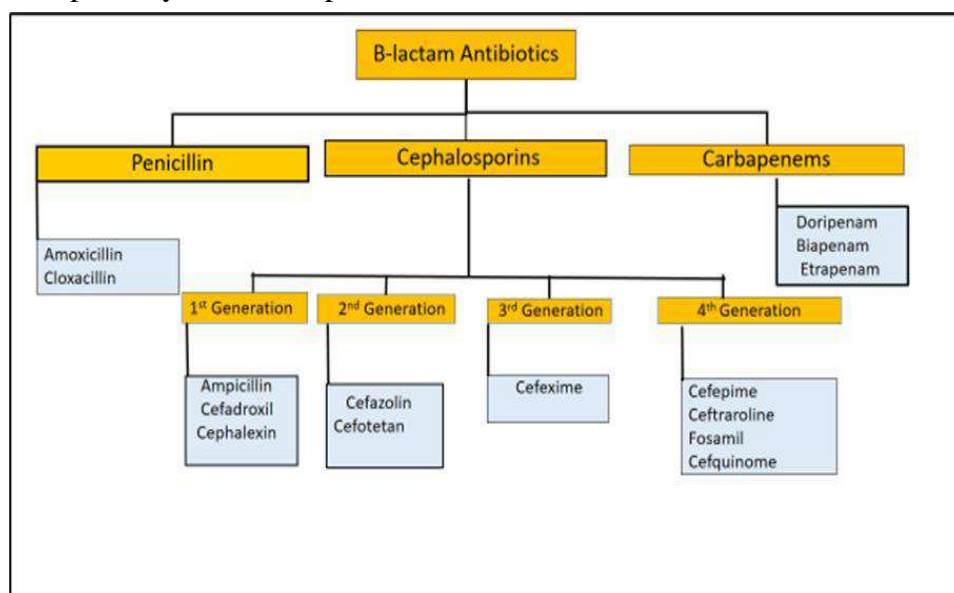 B-lactam Antibiotics
Penicillin
Cephalosporins
Carbapenems
Amoxicillin
Cloxacillin
Doripenam
Biapenam
Etrapenam
1st Generation
2nd Generation
3rd Generation
4th Generation
Ampicillin
Cefadroxil
Cephalexin
Cefazolin
Cefotetan
Cefexime
Cefepime
Ceftraroline
Fosamil
Cefquinome